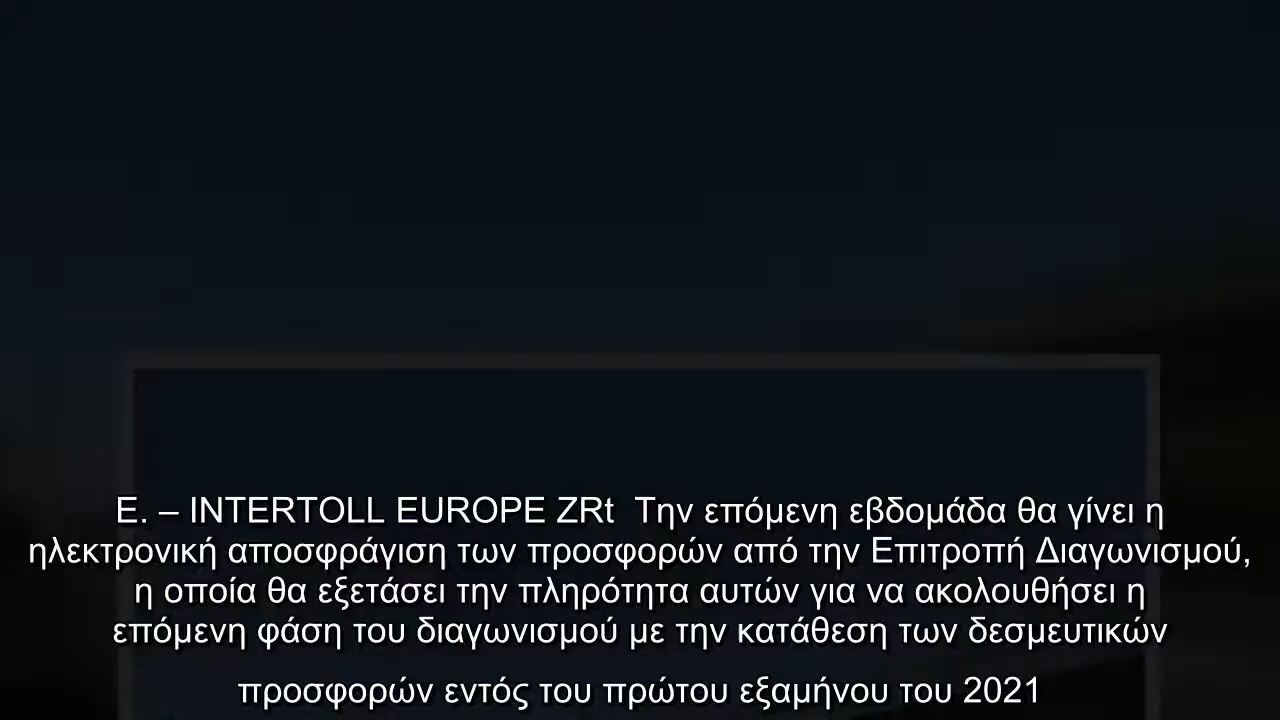 Ε. – INTERTOLL EUROPE ZRt  Την επόμενη εβδομάδα θα γίνει η
ηλεκτρονική αποσφράγιση των προσφορών από την Επιτροπή Διαγωνισμού,
η οποία θα εξετάσει την πληρότητα αυτών για να ακολουθήσει η
επόμενη φάση του διαγωνισμού με την κατάθεση των δεσμευτικών
προσφορών εντός του πρώτου εξαμήνου του 2021